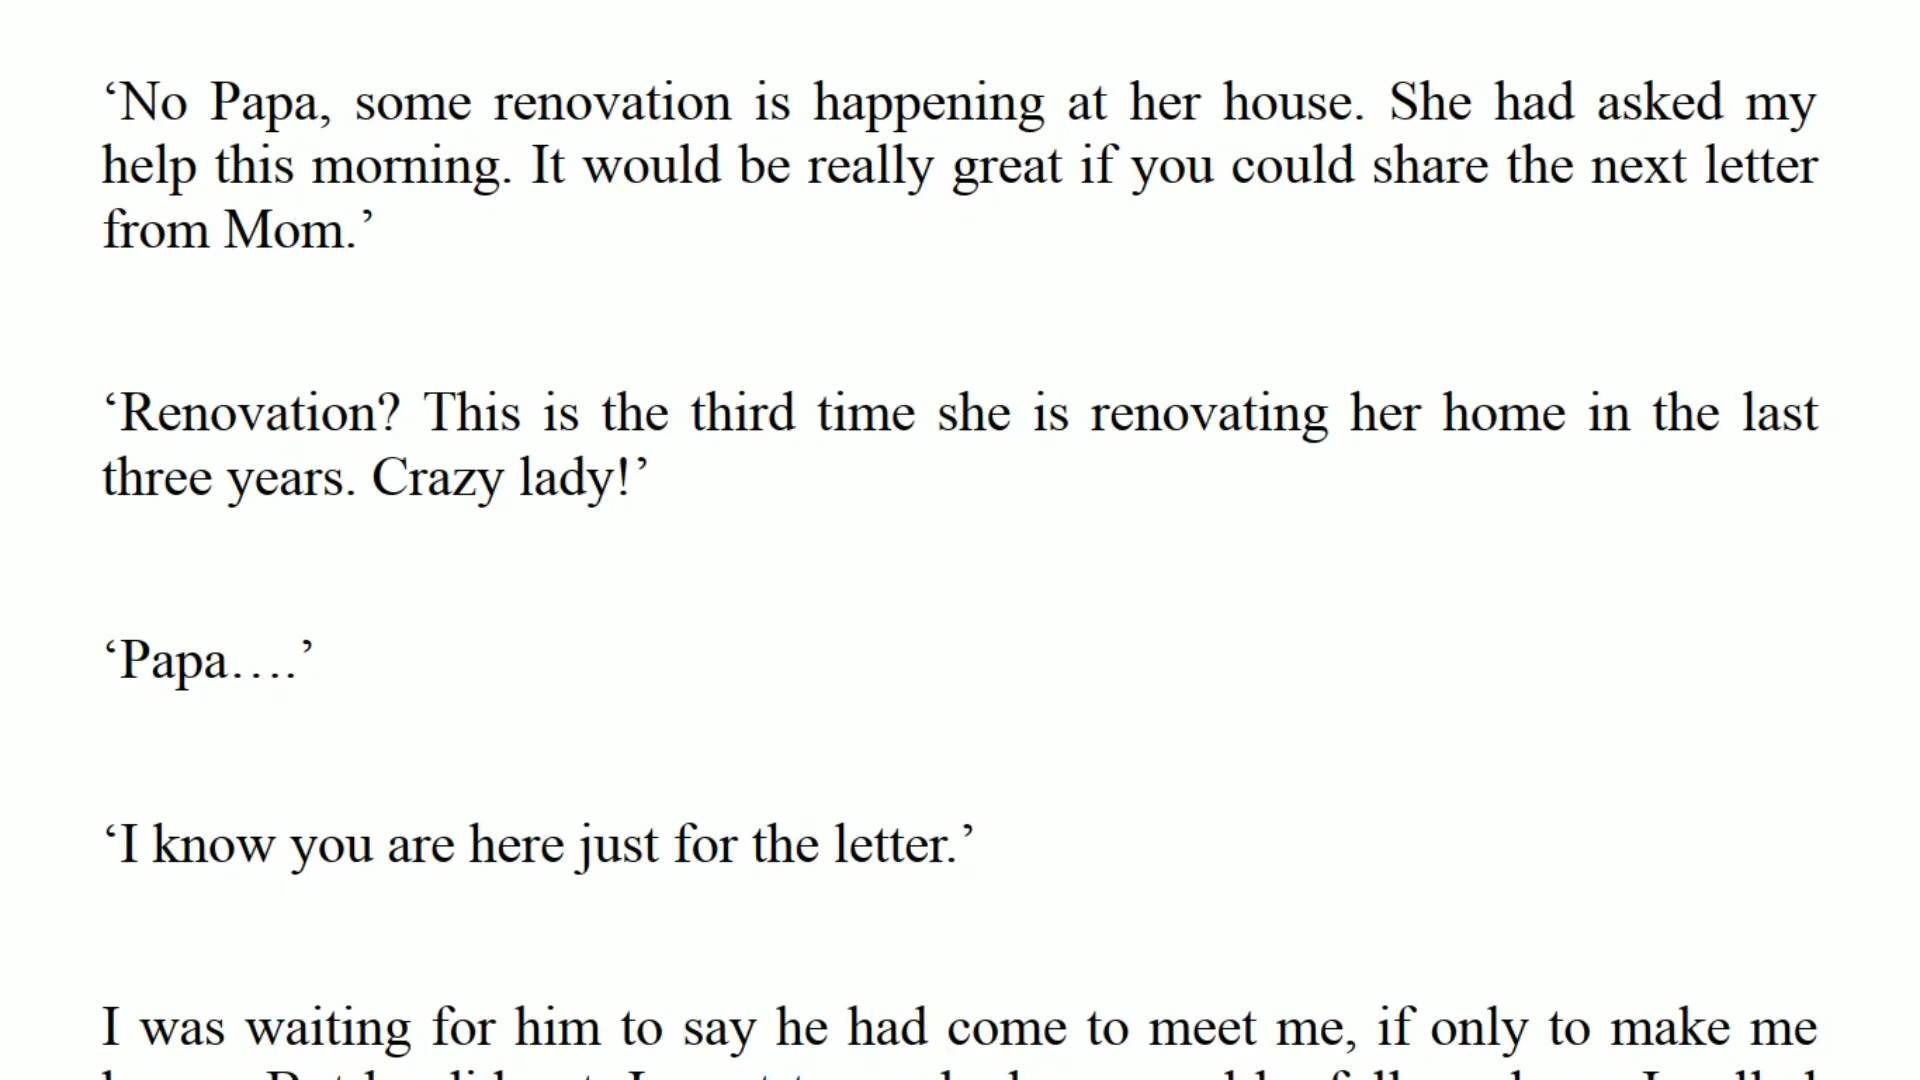 ‘No Papa, some renovation is happening at her house. She had asked my
help this morning. It would be really great if you could share the next letter
from Mom.’
‘Renovation? This is the third time she is renovating her home in the last
three years. Crazy lady!’
‘Papa….’
‘I know you are here just for the letter.’
I was waiting for him to say he had come to meet me, if only to make me